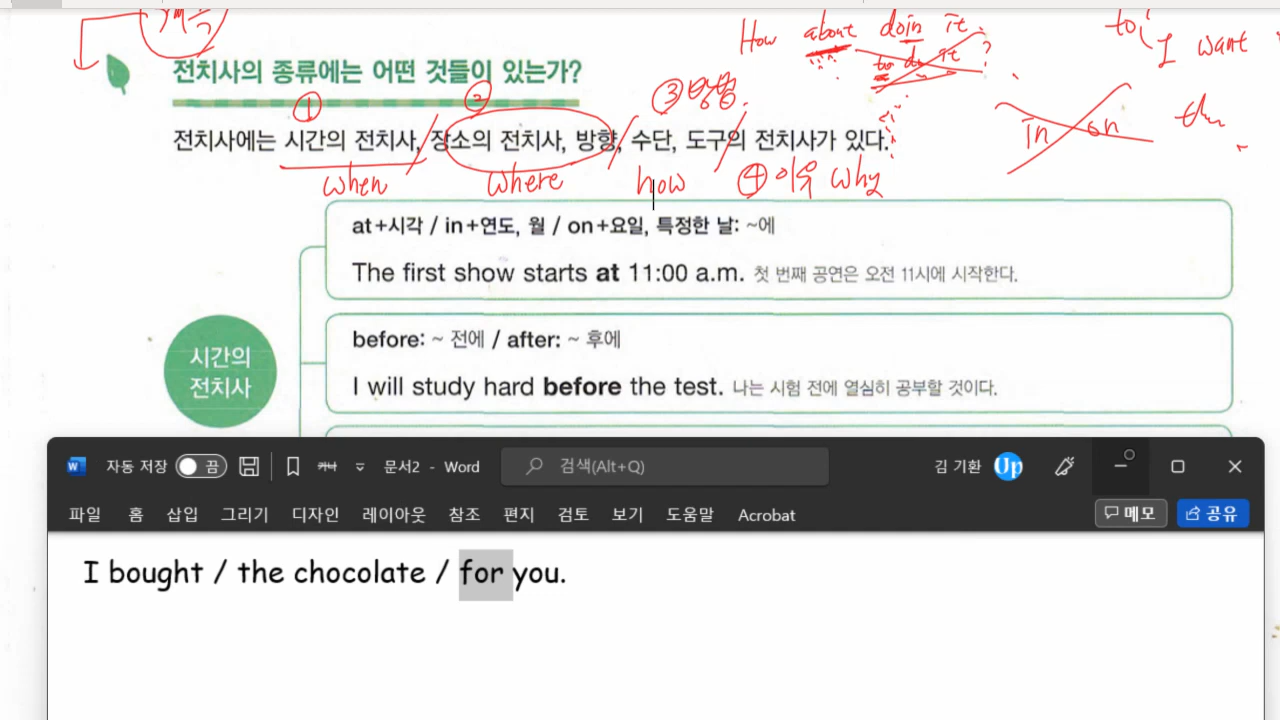 How about doin it
to do it ?
to
I want
전치사의 종류에는 어떤 것들이 있는가?
① ② ③ 방법
in on
전치사에는 시간의 전치사, 장소의 전치사, 방향, 수단, 도구의 전치사가 있다.
when where how ④ 이유 why
at+시각 / in+연도, 월 / on+요일, 특정한 날: ~에
The first show starts at 11:00 a.m. 첫 번째 공연은 오전 11시에 시작한다.
시간의
전치사
before: ~ 전에 / after: ~ 후에
I will study hard before the test. 나는 시험 전에 열심히 공부할 것이다.
자동 저장 끔 문서2 - Word 검색(Alt+Q) 김 기환 Up
파일 홈 삽입 그리기 디자인 레이아웃 참조 편지 검토 보기 도움말 Acrobat 메모 공유
I bought / the chocolate / for you.